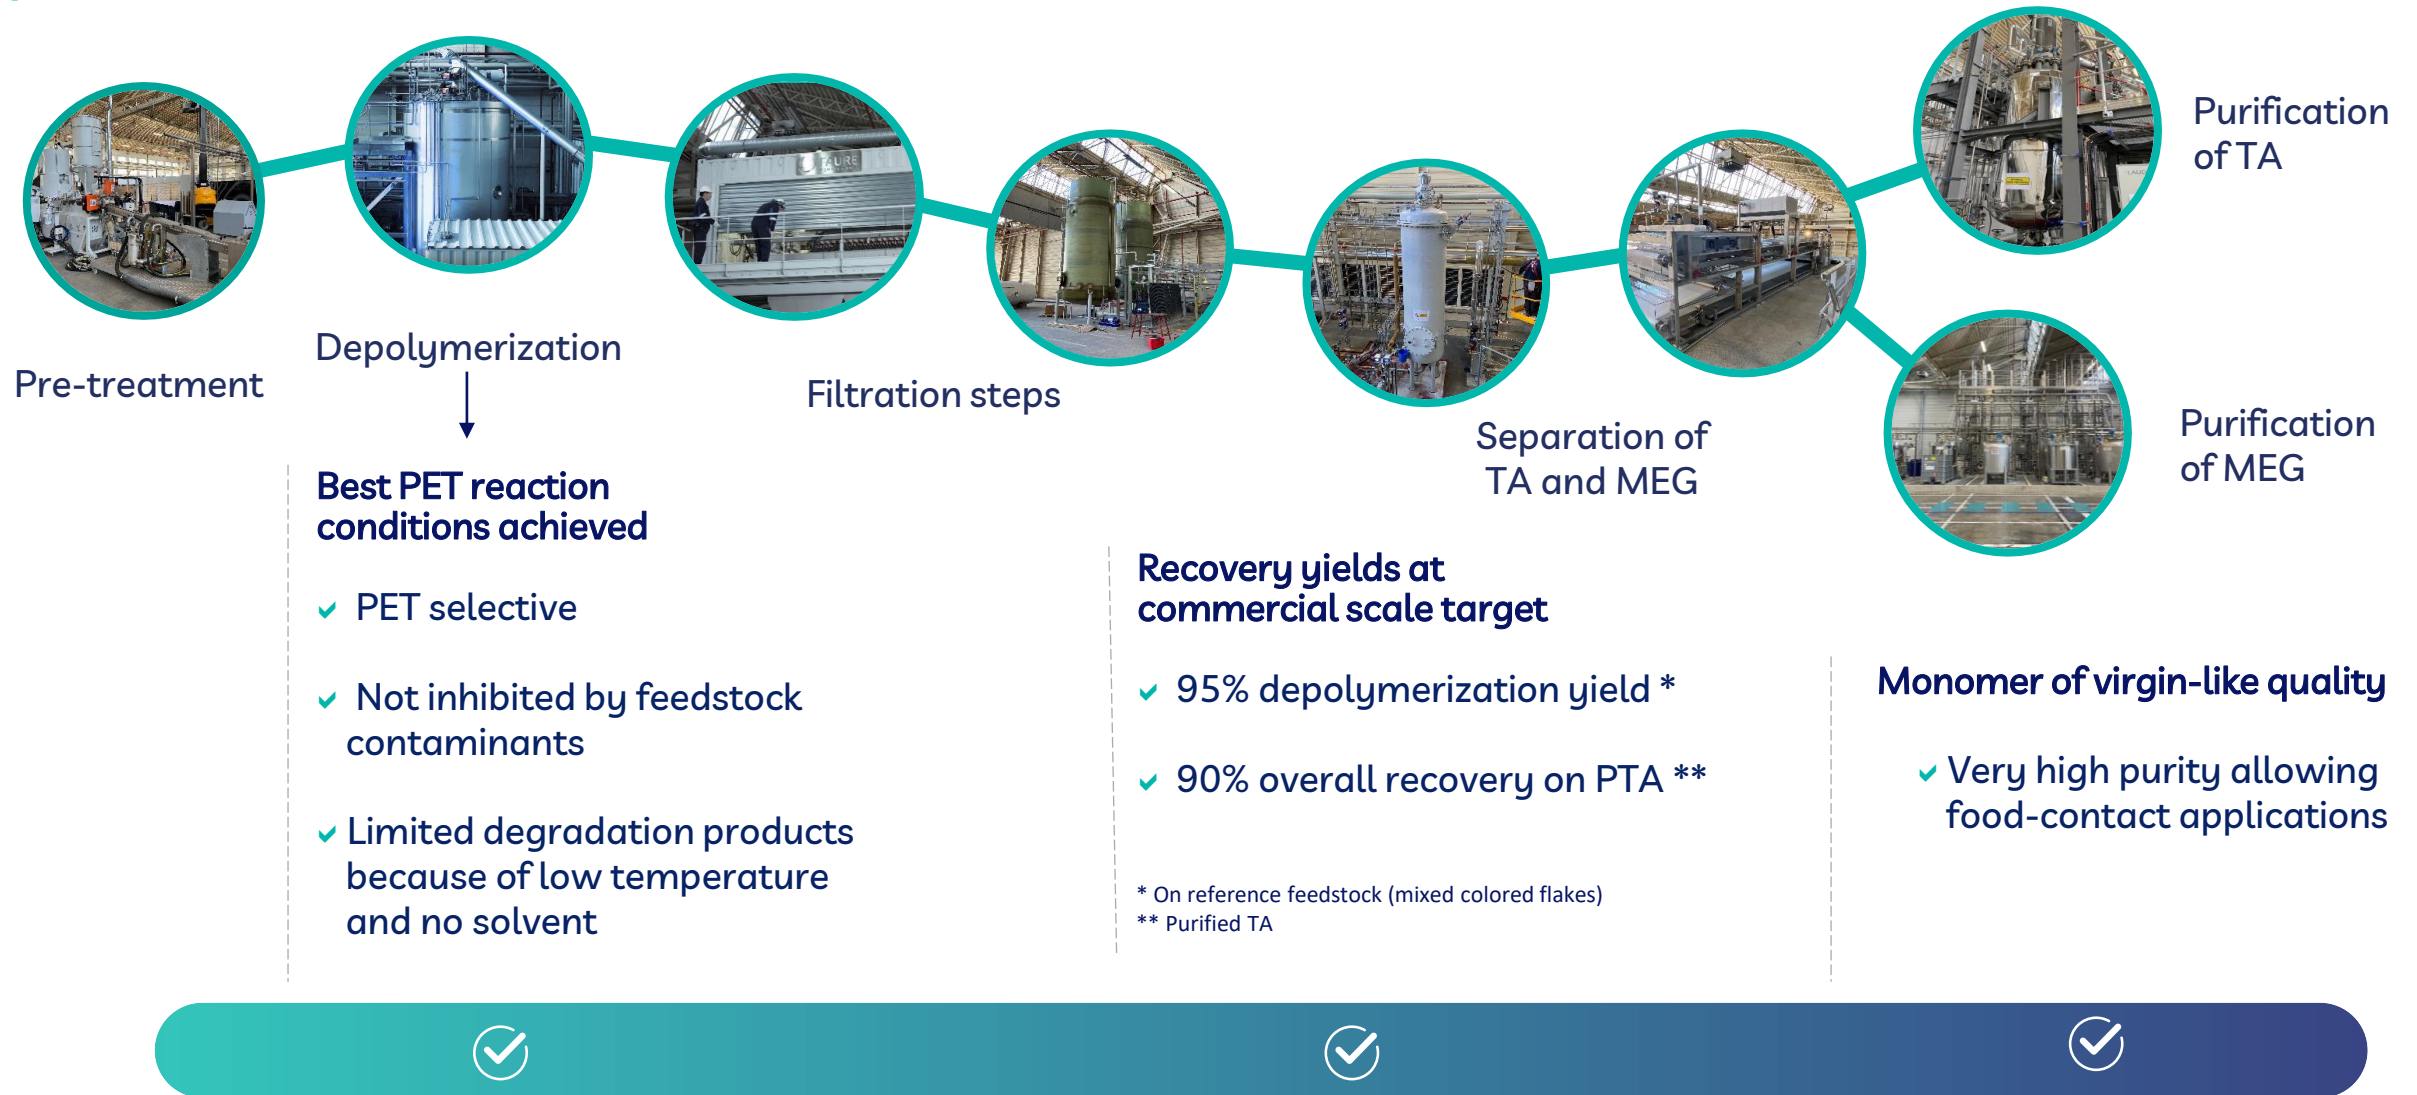 Pre-treatment
Depolymerization
Filtration steps
Separation of
TA and MEG
Purification
of TA
Purification
of MEG
Best PET reaction
conditions achieved
PET selective
Not inhibited by feedstock
contaminants
Limited degradation products
because of low temperature
and no solvent
Recovery yields at
commercial scale target
95% depolymerization yield *
90% overall recovery on PTA **
* On reference feedstock (mixed colored flakes)
** Purified TA
Monomer of virgin-like quality
Very high purity allowing
food-contact applications